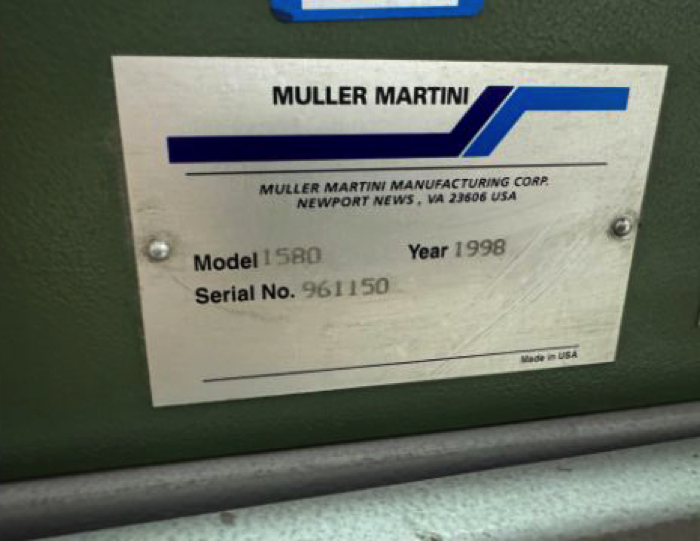 MULLER MARTINI
MULLER MARTINI MANUFACTURING CORP.
NEWPORT NEWS , VA 23606 USA
Model 1580 Year 1998
Serial No. 961150
Made in USA